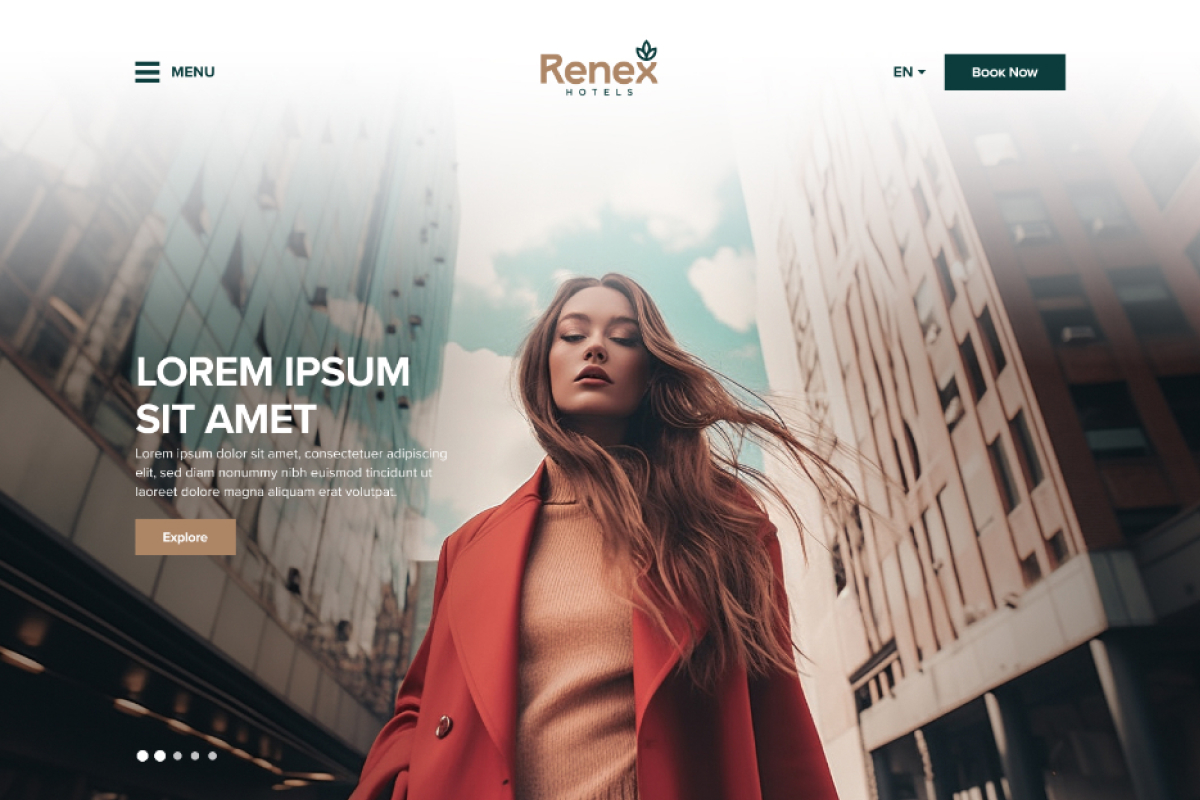 MENU
Renex
HOTELS
EN
Book Now
LOREM IPSUM
SIT AMET
Lorem ipsum dolor sit amet, consectetuer adipiscing
elit, sed diam nonummy nibh euismod tincidunt ut
laoreet dolore magna aliquam erat volutpat.
Explore